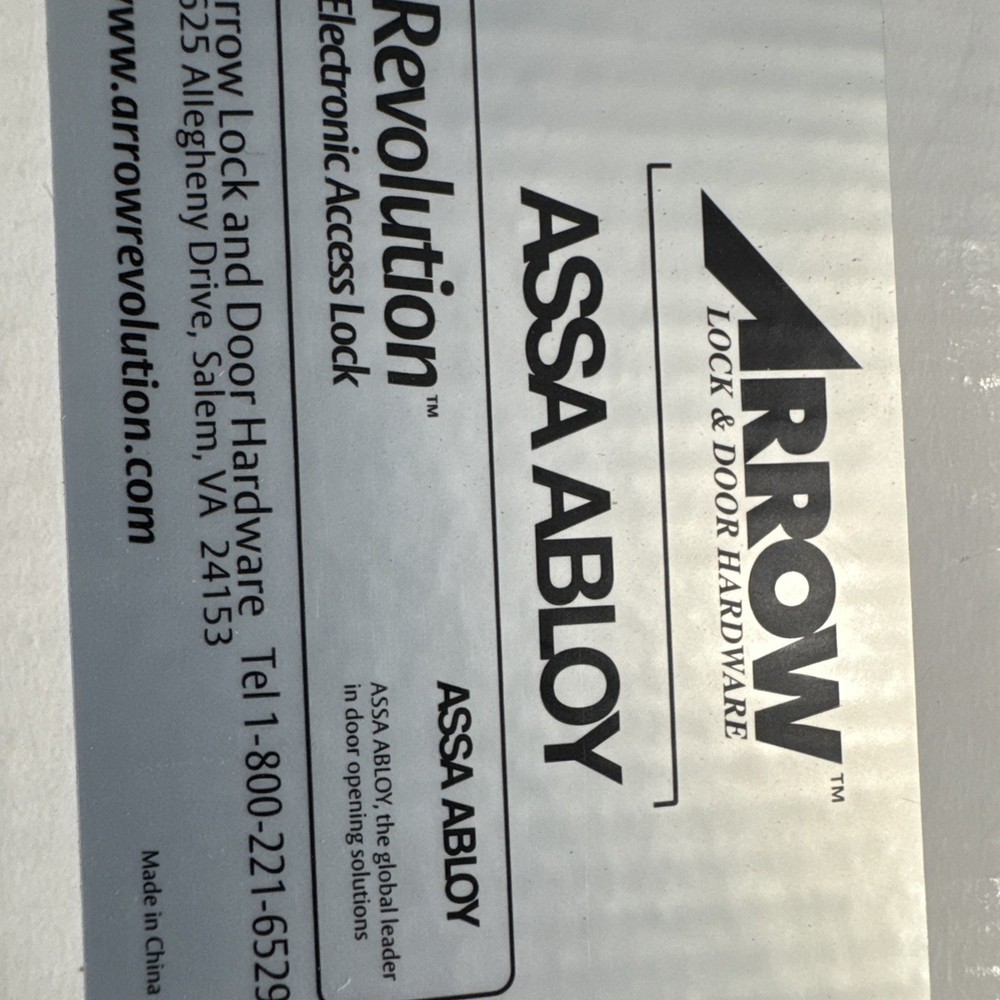 ARROW™
LOCK & DOOR HARDWARE
ASSA ABLOY
Revolution™
Electronic Access Lock
ASSA ABLOY
ASSA ABLOY, the global leader
in door opening solutions
rrow Lock and Door Hardware Tel 1-800-221-6529
625 Allegheny Drive, Salem, VA 24153
www.arrowrevolution.com
Made in China